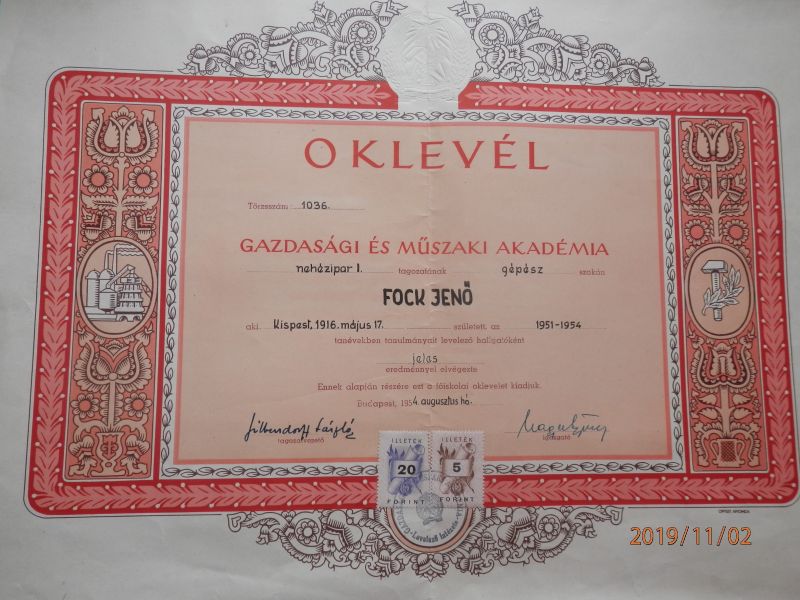 OKLEVÉL
Törzsszám: 1036.
GAZDASÁGI ÉS MŰSZAKI AKADÉMIA
nehézipar I. tagozatának gépész szakán
FOCK JENŐ
aki Kispest, 1916. május 17. született, az 1951-1954
tanévekben tanulmányait levelező hallgatóként
jeles
eredménnyel elvégezte
Ennek alapján részére ezt a főiskolai oklevelet kiadjuk.
Budapest, 1954. augusztus hó.
tagozatvezető
igazgató
ILLETÉK ILLETÉK
20 5
FORINT FORINT
Levelező
2019/11/02